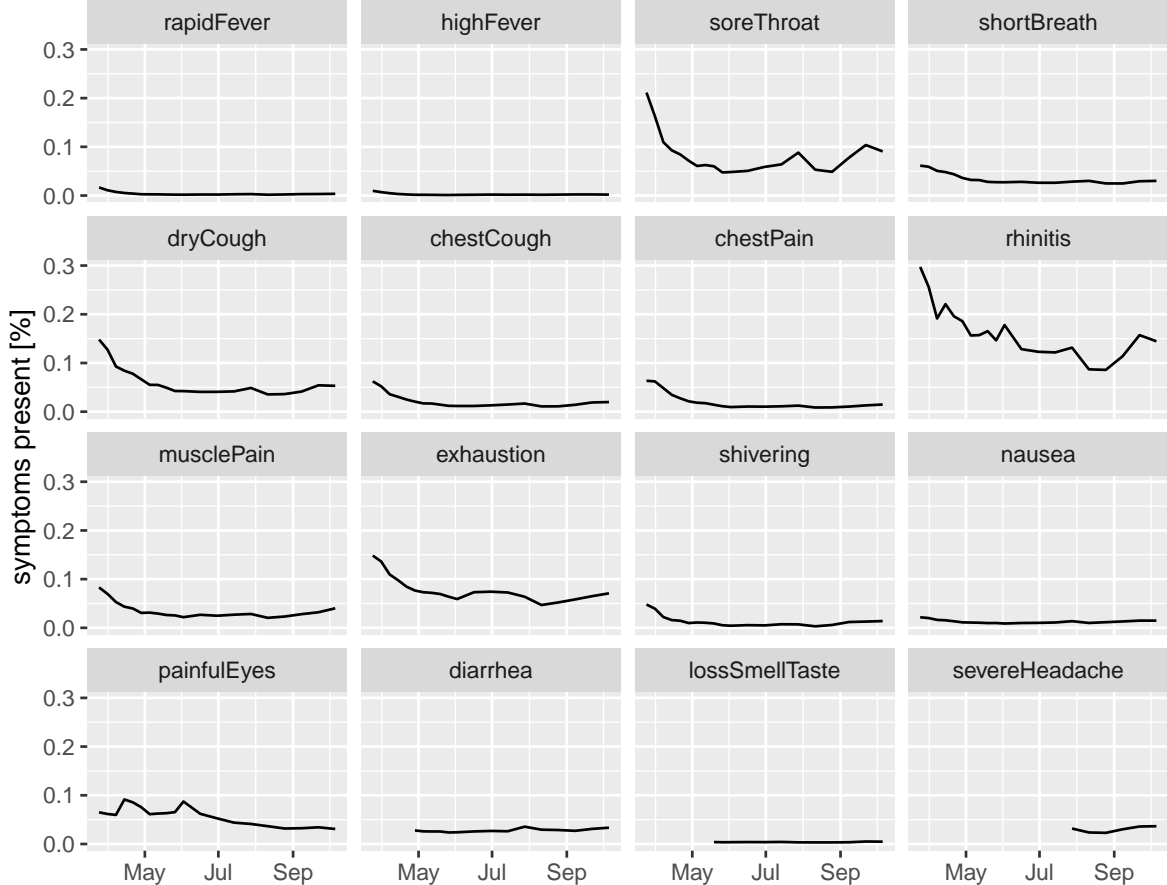 symptoms present [%]
rapidFever highFever soreThroat shortBreath
0.3
0.2
0.1
0.0
dryCough chestCough chestPain rhinitis
0.3
0.2
0.1
0.0
musclePain exhaustion shivering nausea
0.3
0.2
0.1
0.0
painfulEyes diarrhea lossSmellTaste severeHeadache
0.3
0.2
0.1
0.0
May Jul Sep May Jul Sep May Jul Sep May Jul Sep